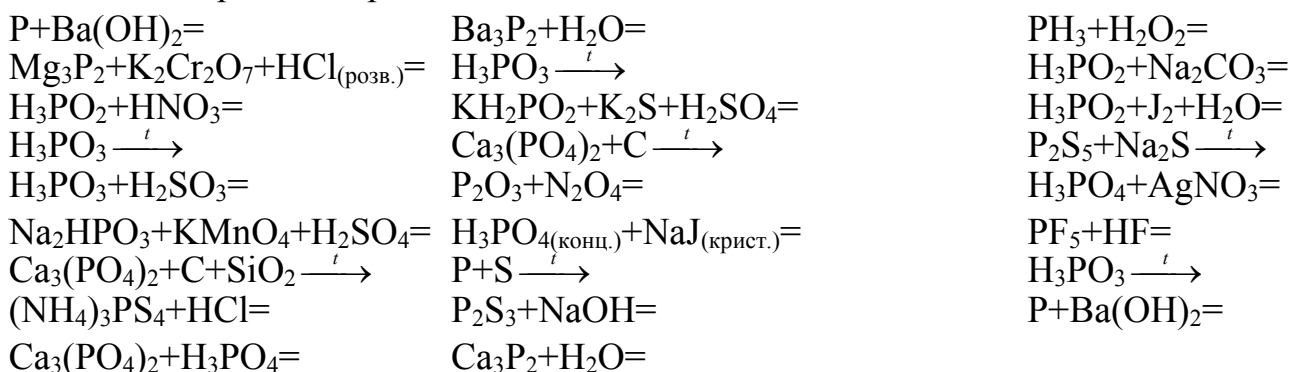 P+Ba(OH)₂= Ba₃P₂+H₂O= PH₃+H₂O₂=
Mg₃P₂+K₂Cr₂O₇+HCl₍розв.₎= H₃PO₃ —t→ H₃PO₂+Na₂CO₃=
H₃PO₂+HNO₃= KH₂PO₂+K₂S+H₂SO₄= H₃PO₂+J₂+H₂O=
H₃PO₃ —t→ Ca₃(PO₄)₂+C —t→ P₂S₅+Na₂S —t→
H₃PO₃+H₂SO₃= P₂O₃+N₂O₄= H₃PO₄+AgNO₃=
Na₂HPO₃+KMnO₄+H₂SO₄= H₃PO₄₍конц.₎+NaJ₍крист.₎= PF₅+HF=
Ca₃(PO₄)₂+C+SiO₂ —t→ P+S —t→ H₃PO₃ —t→
(NH₄)₃PS₄+HCl= P₂S₃+NaOH= P+Ba(OH)₂=
Ca₃(PO₄)₂+H₃PO₄= Ca₃P₂+H₂O=